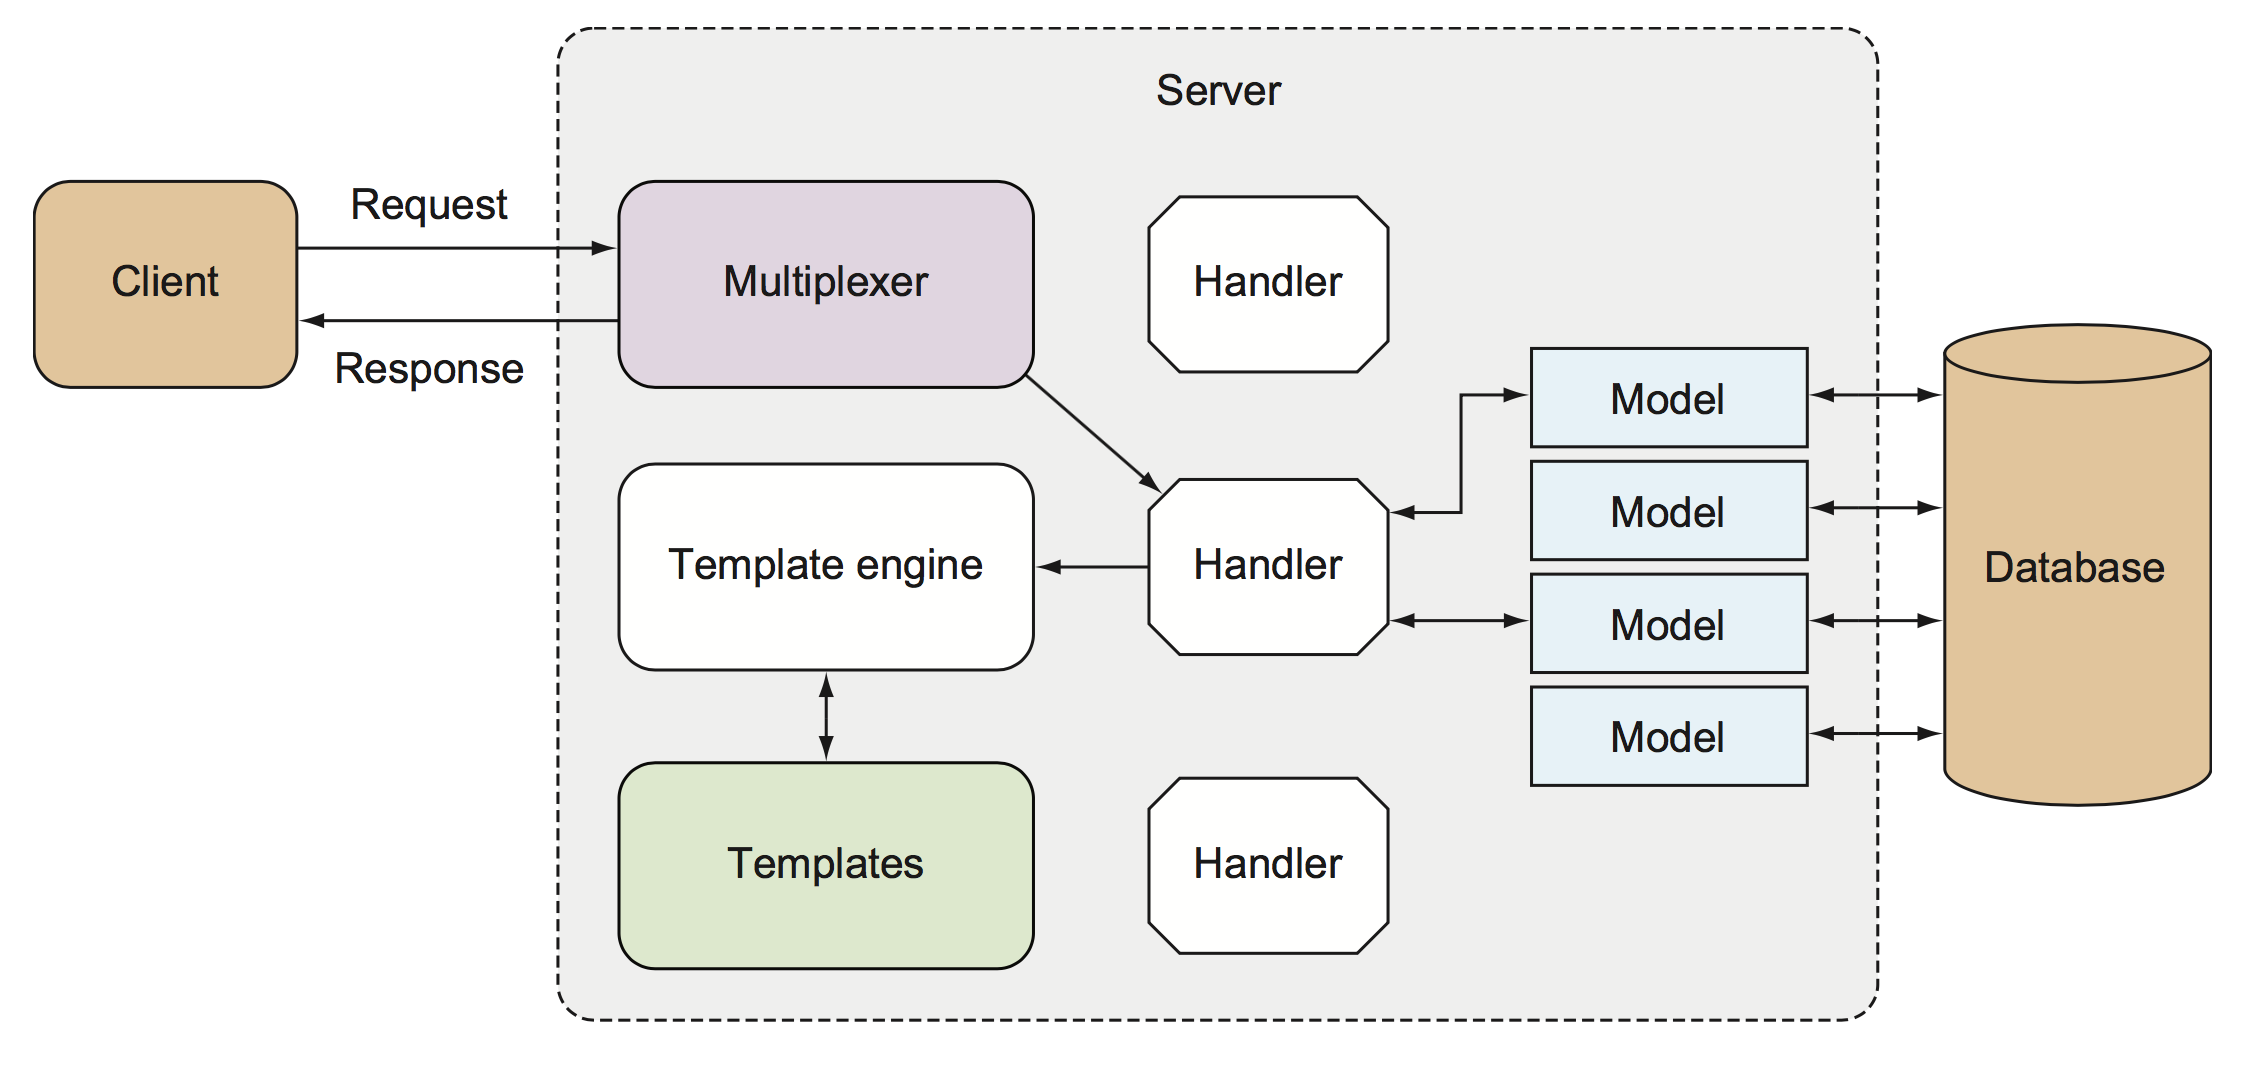 Server
Request
Client
Multiplexer
Handler
Response
Model
Model
Template engine
Handler
Database
Model
Model
Templates
Handler